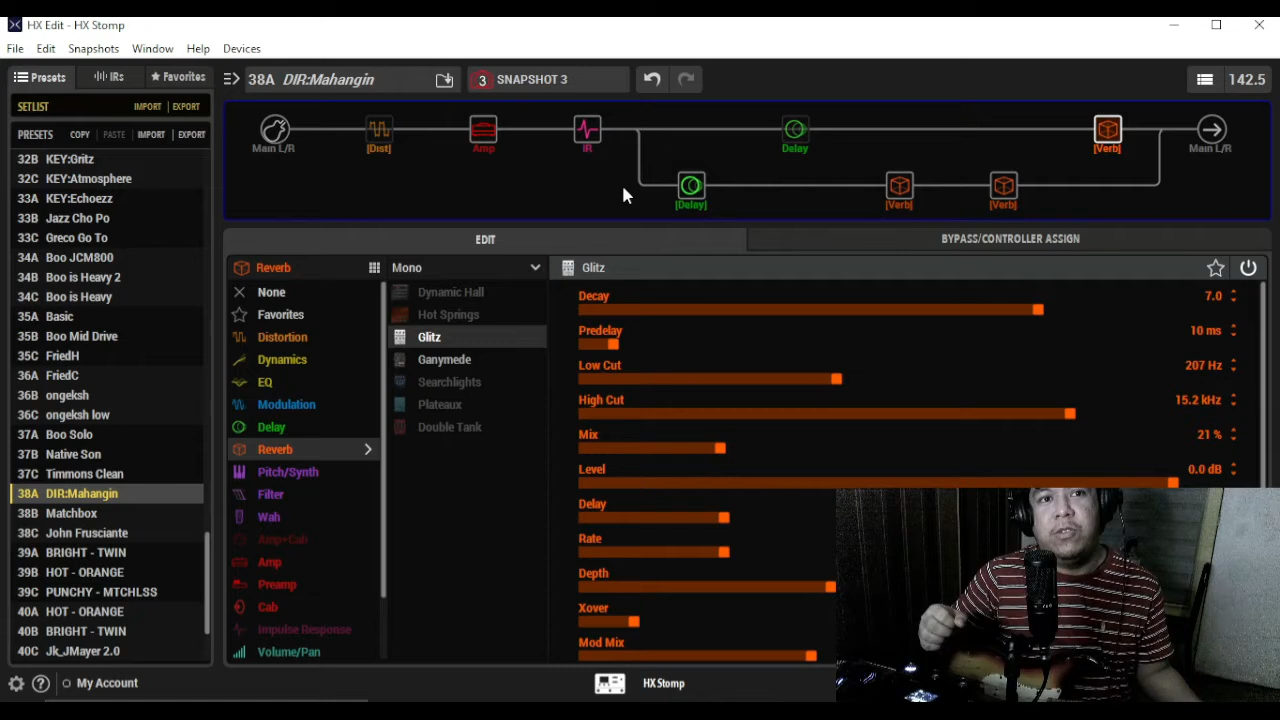 HX Edit - HX Stomp
File Edit Snapshots Window Help Devices
Presets IRs Favorites
38A DIR:Mahangin
3 SNAPSHOT 3
142.5
SETLIST IMPORT EXPORT
PRESETS COPY PASTE IMPORT EXPORT
32B KEY:Gritz
32C KEY:Atmosphere
33A KEY:Echoezz
33B Jazz Cho Po
33C Greco Go To
34A Boo JCM800
34B Boo is Heavy 2
34C Boo is Heavy
35A Basic
35B Boo Mid Drive
35C FriedH
36A FriedC
36B ongeksh
36C ongeksh low
37A Boo Solo
37B Native Son
37C Timmons Clean
38A DIR:Mahangin
38B Matchbox
38C John Frusciante
39A BRIGHT - TWIN
39B HOT - ORANGE
39C PUNCHY - MTCHLSS
40A HOT - ORANGE
40B BRIGHT - TWIN
40C Jk_JMayer 2.0
Main L/R [Dist] Amp IR Delay [Verb] Main L/R
[Delay] [Verb] [Verb]
EDIT BYPASS/CONTROLLER ASSIGN
Reverb
None
Favorites
Distortion
Dynamics
EQ
Modulation
Delay
Reverb
Pitch/Synth
Filter
Wah
Amp+Cab
Amp
Preamp
Cab
Impulse Response
Volume/Pan
Mono
Dynamic Hall
Hot Springs
Glitz
Ganymede
Searchlights
Plateaux
Double Tank
Glitz
Decay 7.0
Predelay 10 ms
Low Cut 207 Hz
High Cut 15.2 kHz
Mix 21 %
Level 0.0 dB
Delay
Rate
Depth
Xover
Mod Mix
? My Account
HX Stomp